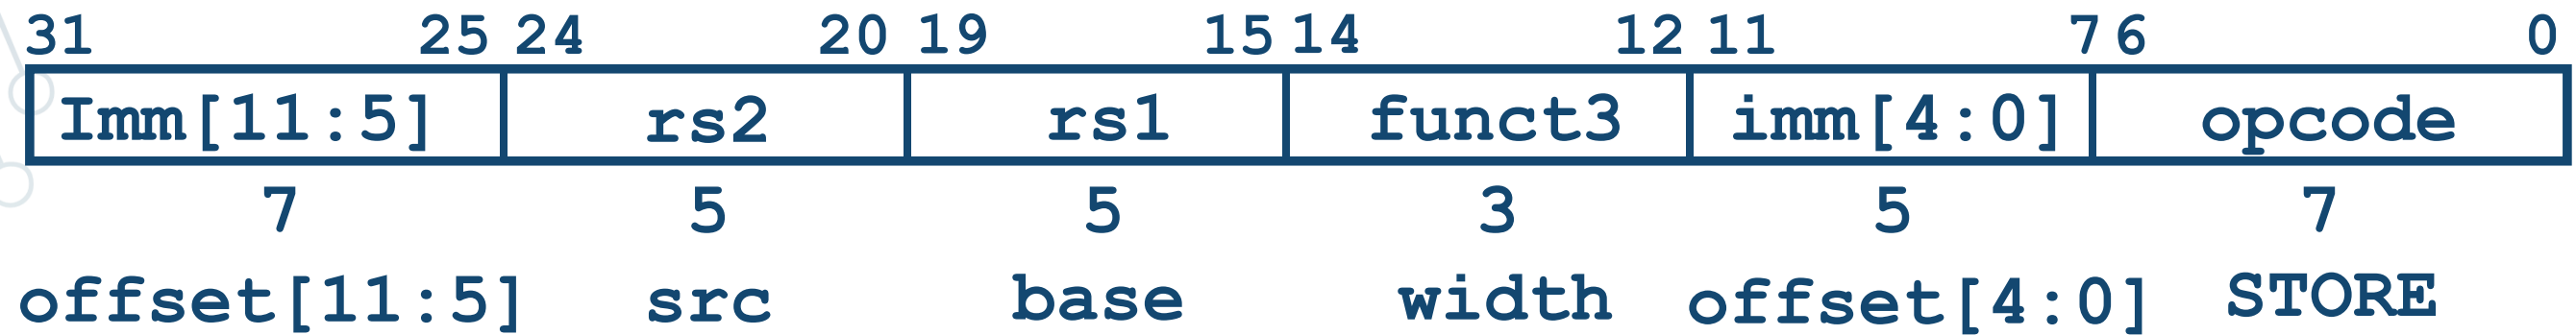 31 25 24 20 19 15 14 12 11 7 6 0
Imm[11:5] rs2 rs1 funct3 imm[4:0] opcode
7 5 5 3 5 7
offset[11:5] src base width offset[4:0] STORE